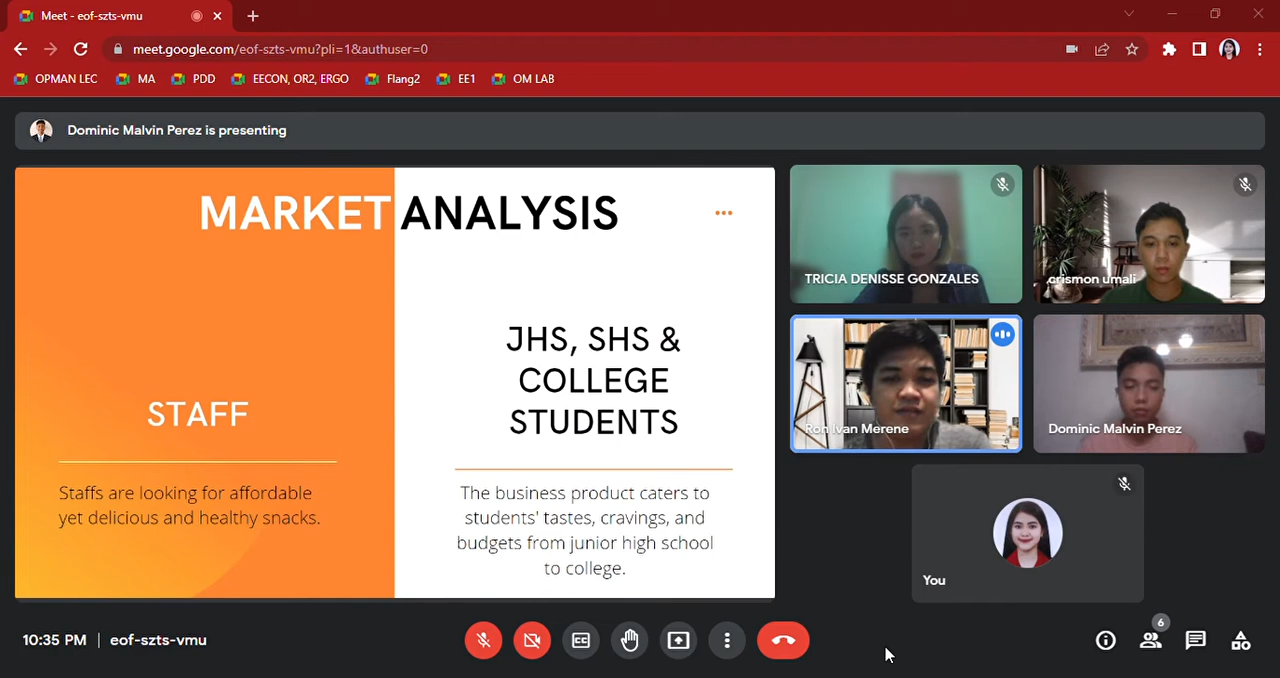 Meet - eof-szts-vmu
meet.google.com/eof-szts-vmu?pli=1&authuser=0
OPMAN LEC MA PDD EECON, OR2, ERGO Flang2 EE1 OM LAB
Dominic Malvin Perez is presenting
MARKET ANALYSIS
STAFF
Staffs are looking for affordable
yet delicious and healthy snacks.
JHS, SHS &
COLLEGE
STUDENTS
The business product caters to
students' tastes, cravings, and
budgets from junior high school
to college.
TRICIA DENISSE GONZALES
crismon umali
Ron Ivan Merene
Dominic Malvin Perez
You
10:35 PM | eof-szts-vmu
CC
6